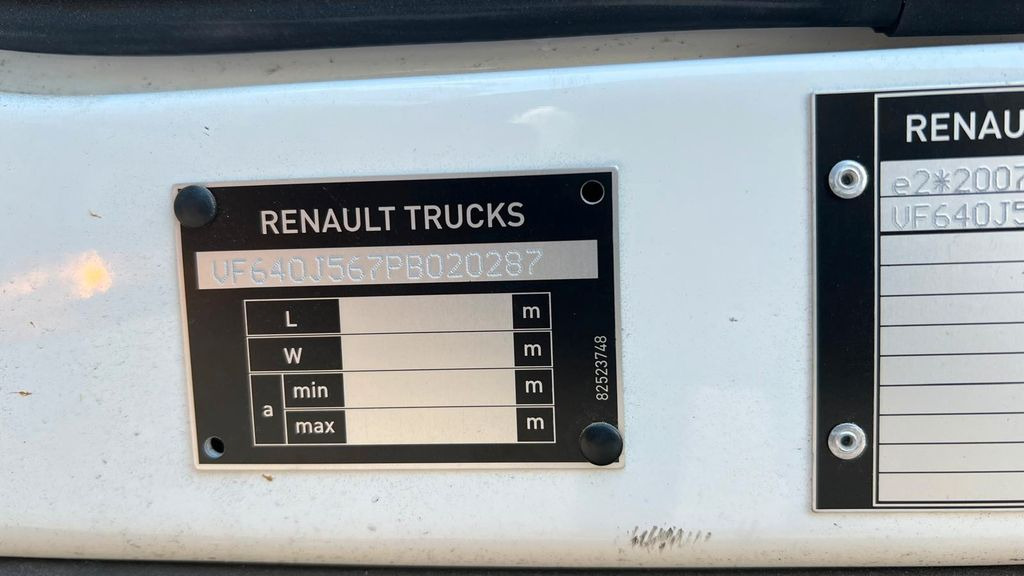 RENAULT TRUCKS
VF640J567PB020287
L m
W m
a min m
max m
82523748
RENAU
e2*2007
VF640J5